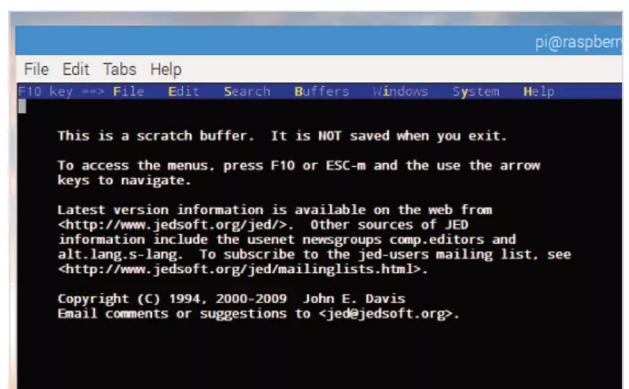 pi@raspberry
File Edit Tabs Help
F10 key ==> File Edit Search Buffers Windows System Help
This is a scratch buffer. It is NOT saved when you exit.
To access the menus, press F10 or ESC-m and the use the arrow
keys to navigate.
Latest version information is available on the web from
<http://www.jedsoft.org/jed/>. Other sources of JED
information include the usenet newsgroups comp.editors and
alt.lang.s-lang. To subscribe to the jed-users mailing list, see
<http://www.jedsoft.org/jed/mailinglists.html>.
Copyright (C) 1994, 2000-2009 John E. Davis
Email comments or suggestions to <jed@jedsoft.org>.